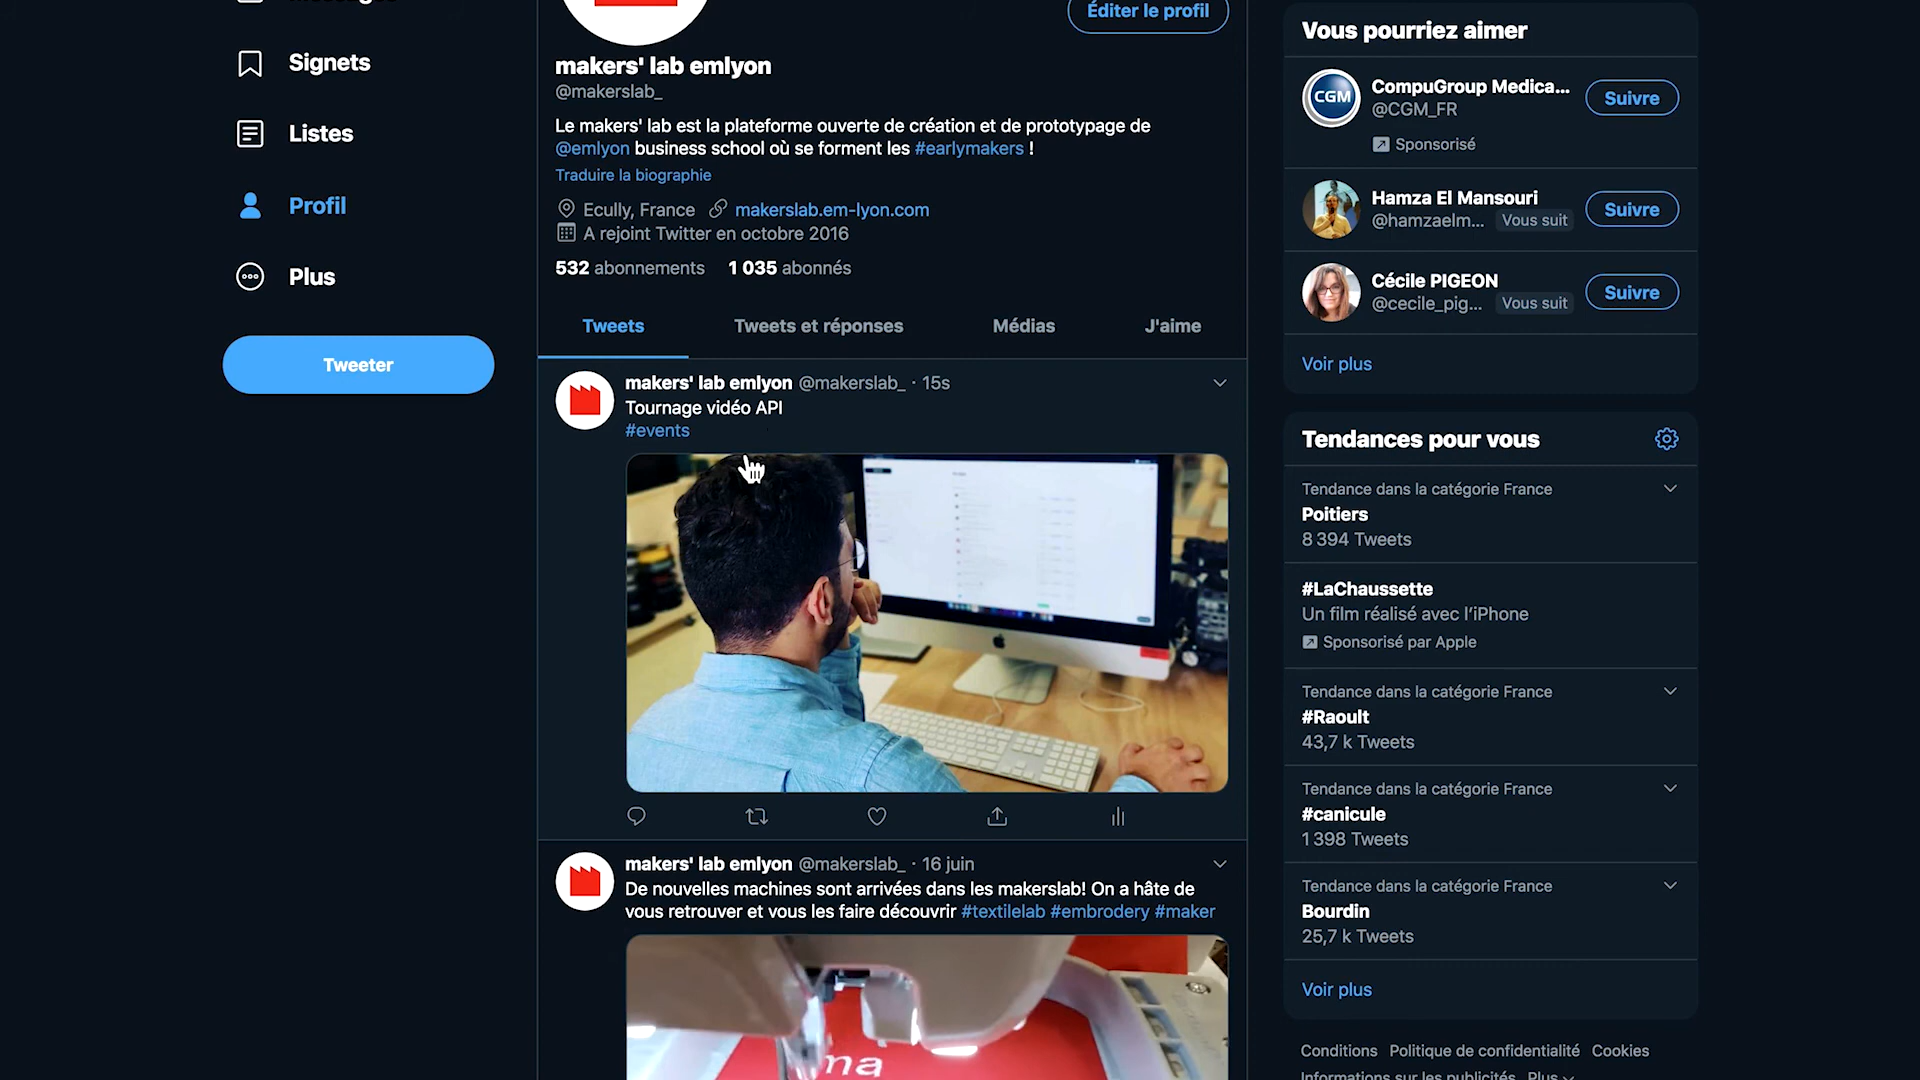 Signets
Listes
Profil
Plus
Tweeter
Éditer le profil
makers' lab emlyon
@makerslab_
Le makers' lab est la plateforme ouverte de création et de prototypage de
@emlyon business school où se forment les #earlymakers !
Traduire la biographie
Ecully, France makerslab.em-lyon.com
A rejoint Twitter en octobre 2016
532 abonnements 1 035 abonnés
Tweets Tweets et réponses Médias J'aime
makers' lab emlyon @makerslab_ · 15s
Tournage vidéo API
#events
makers' lab emlyon @makerslab_ · 16 juin
De nouvelles machines sont arrivées dans les makerslab! On a hâte de
vous retrouver et vous les faire découvrir #textilelab #embrodery #maker
ma
Vous pourriez aimer
CGM
CompuGroup Medica...
@CGM_FR
Suivre
Sponsorisé
Hamza El Mansouri
@hamzaelm... Vous suit
Suivre
Cécile PIGEON
@cecile_pig... Vous suit
Suivre
Voir plus
Tendances pour vous
Tendance dans la catégorie France
Poitiers
8 394 Tweets
#LaChaussette
Un film réalisé avec l'iPhone
Sponsorisé par Apple
Tendance dans la catégorie France
#Raoult
43,7 k Tweets
Tendance dans la catégorie France
#canicule
1 398 Tweets
Tendance dans la catégorie France
Bourdin
25,7 k Tweets
Voir plus
Conditions Politique de confidentialité Cookies
Informations sur les publicités Plus